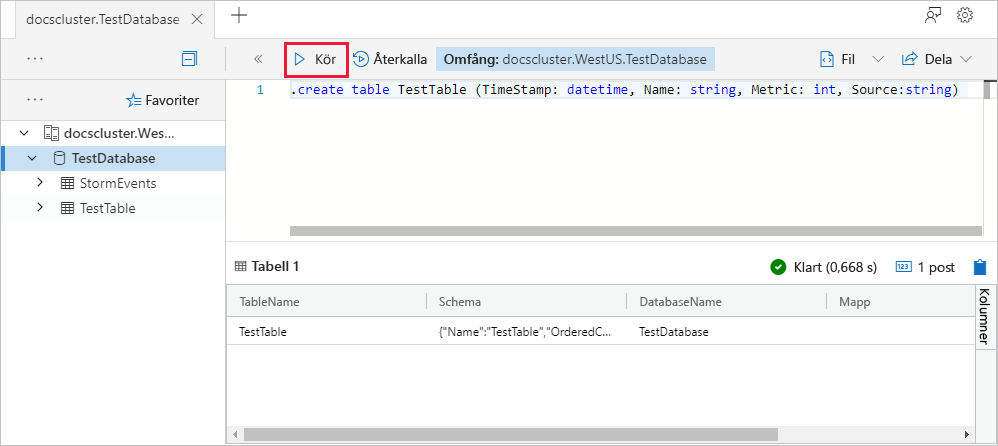 docscluster.TestDatabase
Kör Återkalla Omfång: docscluster.WestUS.TestDatabase Fil Dela
Favoriter
docscluster.Wes...
TestDatabase
StormEvents
TestTable
1 .create table TestTable (TimeStamp: datetime, Name: string, Metric: int, Source:string)
Tabell 1 Klart (0,668 s) 123 1 post
TableName Schema DatabaseName Mapp
TestTable {"Name":"TestTable","OrderedC... TestDatabase
Kolumner